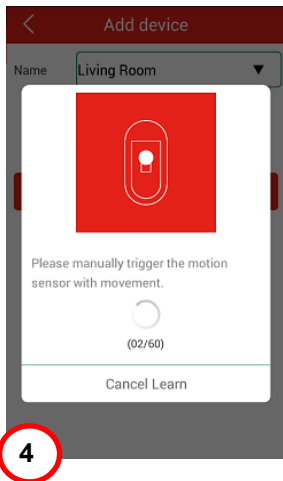 Add device
Name Living Room
Please manually trigger the motion
sensor with movement.
(02/60)
Cancel Learn
4